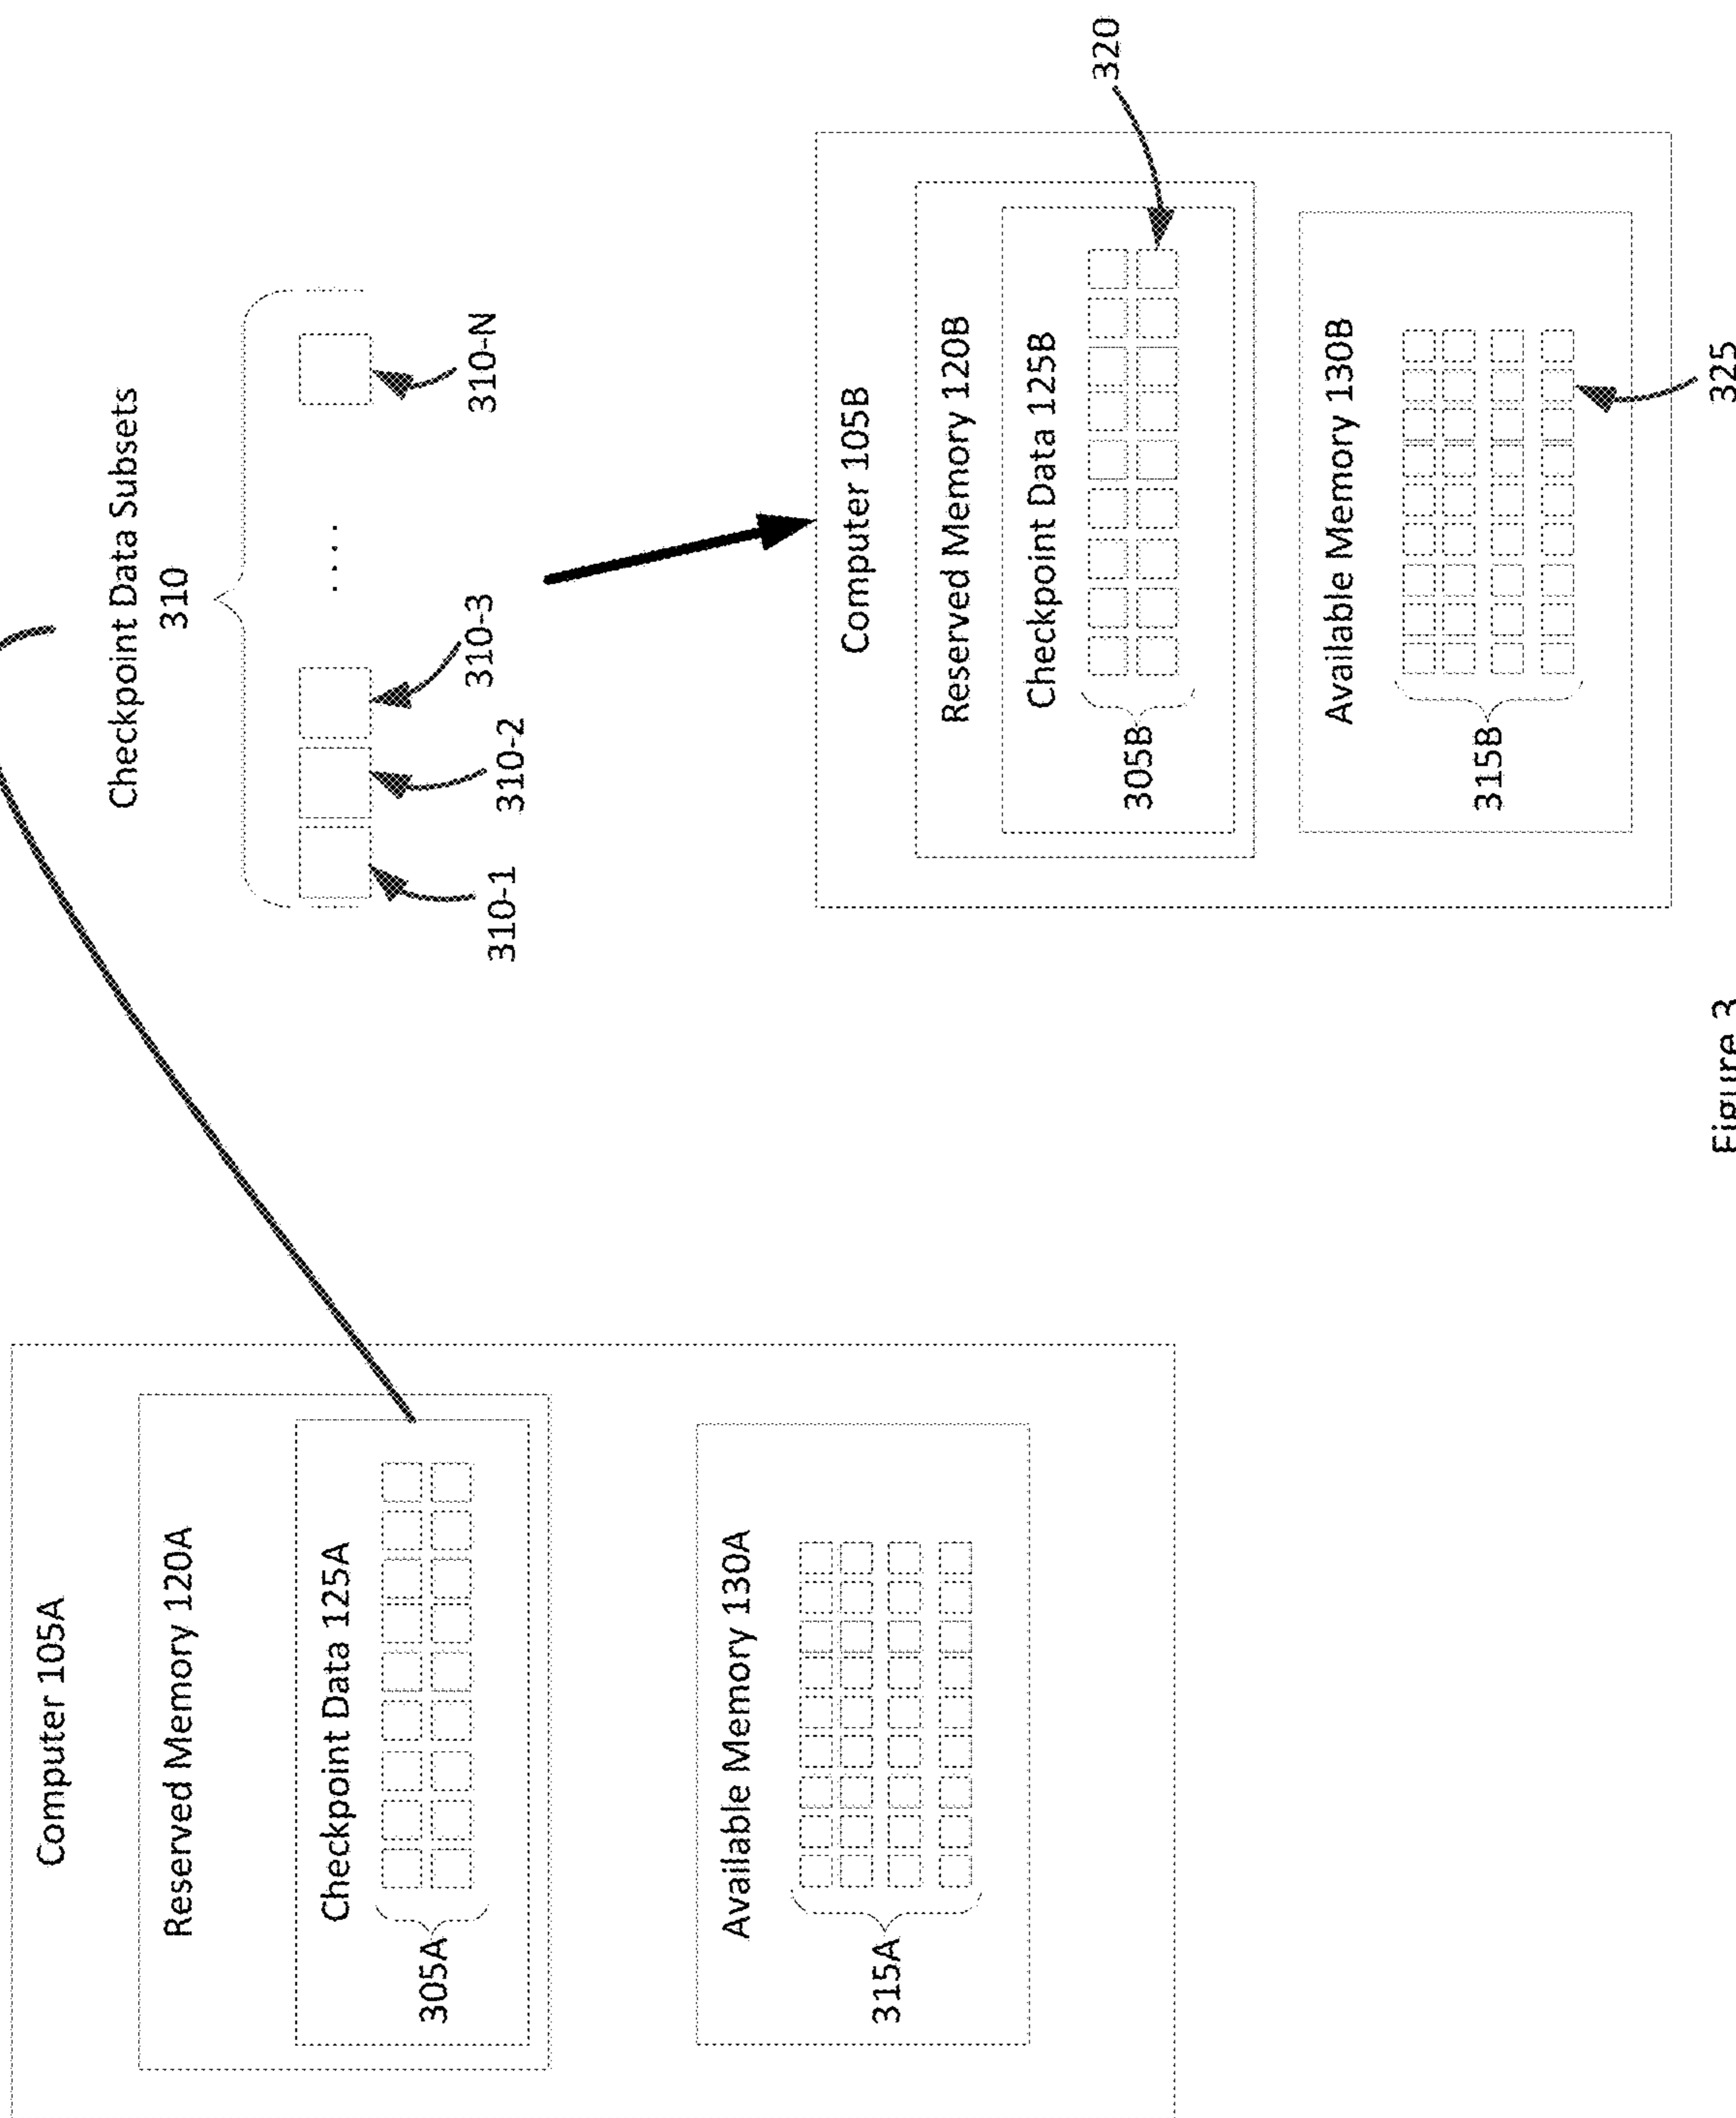 Computer 105A
Reserved Memory 120A
Checkpoint Data 125A
305A
Available Memory 130A
315A
Checkpoint Data Subsets
310
....
310-1
310-2
310-3
310-N
Computer 105B
Reserved Memory 120B
Checkpoint Data 125B
305B
320
Available Memory 130B
315B
325
Figure 3